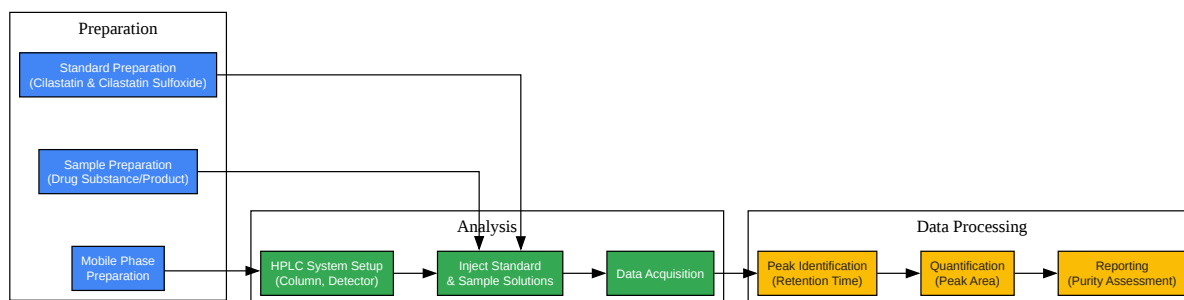 Preparation
Standard Preparation
(Cilastatin & Cilastatin Sulfoxide)
Sample Preparation
(Drug Substance/Product)
Mobile Phase
Preparation
Analysis
HPLC System Setup
(Column, Detector)
Inject Standard
& Sample Solutions
Data Acquisition
Data Processing
Peak Identification
(Retention Time)
Quantification
(Peak Area)
Reporting
(Purity Assessment)